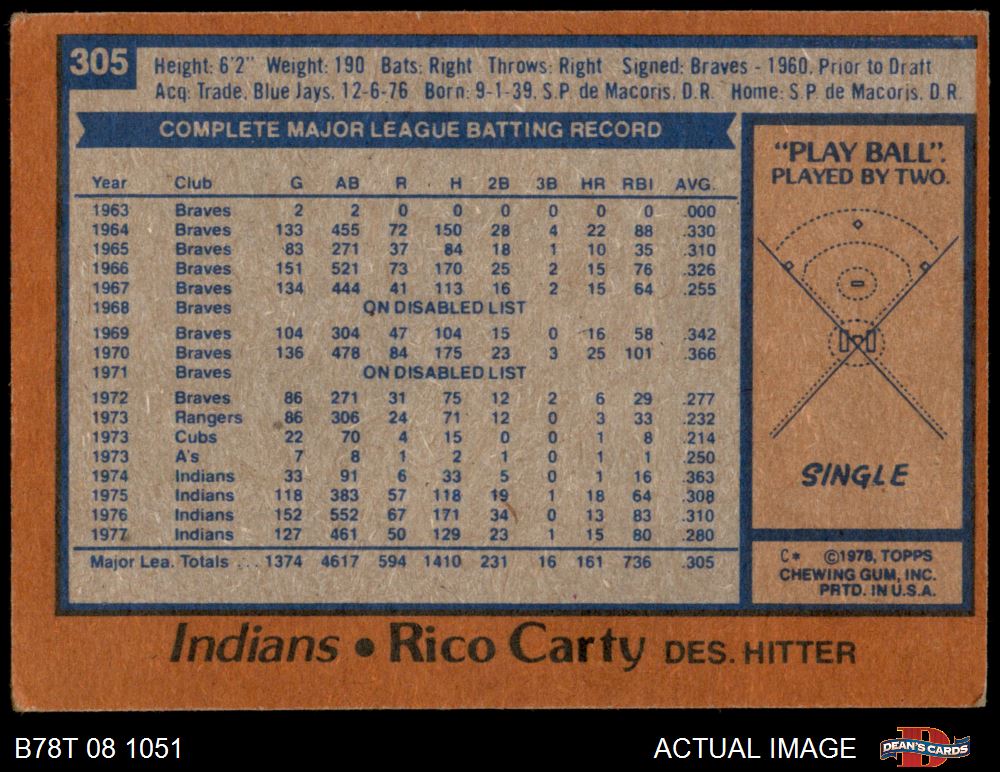 305
Height: 6'2" Weight: 190 Bats: Right Throws: Right Signed: Braves - 1960, Prior to Draft
Acq: Trade, Blue Jays, 12-6-76 Born: 9-1-39, S.P. de Macoris, D.R. Home: S.P. de Macoris, D.R.
COMPLETE MAJOR LEAGUE BATTING RECORD
Year Club G AB R H 2B 3B HR RBI AVG.
1963 Braves 2 2 0 0 0 0 0 0 .000
1964 Braves 133 455 72 150 28 4 22 88 .330
1965 Braves 83 271 37 84 18 1 10 35 .310
1966 Braves 151 521 73 170 25 2 15 76 .326
1967 Braves 134 444 41 113 16 2 15 64 .255
1968 Braves ON DISABLED LIST
1969 Braves 104 304 47 104 15 0 16 58 .342
1970 Braves 136 478 84 175 23 3 25 101 .366
1971 Braves ON DISABLED LIST
1972 Braves 86 271 31 75 12 2 6 29 .277
1973 Rangers 86 306 24 71 12 0 3 33 .232
1973 Cubs 22 70 4 15 0 0 1 8 .214
1973 A's 7 8 1 2 1 0 1 1 .250
1974 Indians 33 91 6 33 5 0 1 16 .363
1975 Indians 118 383 57 118 19 1 18 64 .308
1976 Indians 152 552 67 171 34 0 13 83 .310
1977 Indians 127 461 50 129 23 1 15 80 .280
Major Lea. Totals ... 1374 4617 594 1410 231 16 161 736 .305
"PLAY BALL".
PLAYED BY TWO.
SINGLE
C* ©1978, TOPPS
CHEWING GUM, INC.
PRTD. IN U.S.A.
Indians • Rico Carty DES. HITTER
B78T 08 1051
ACTUAL IMAGE
D
DEAN'S CARDS